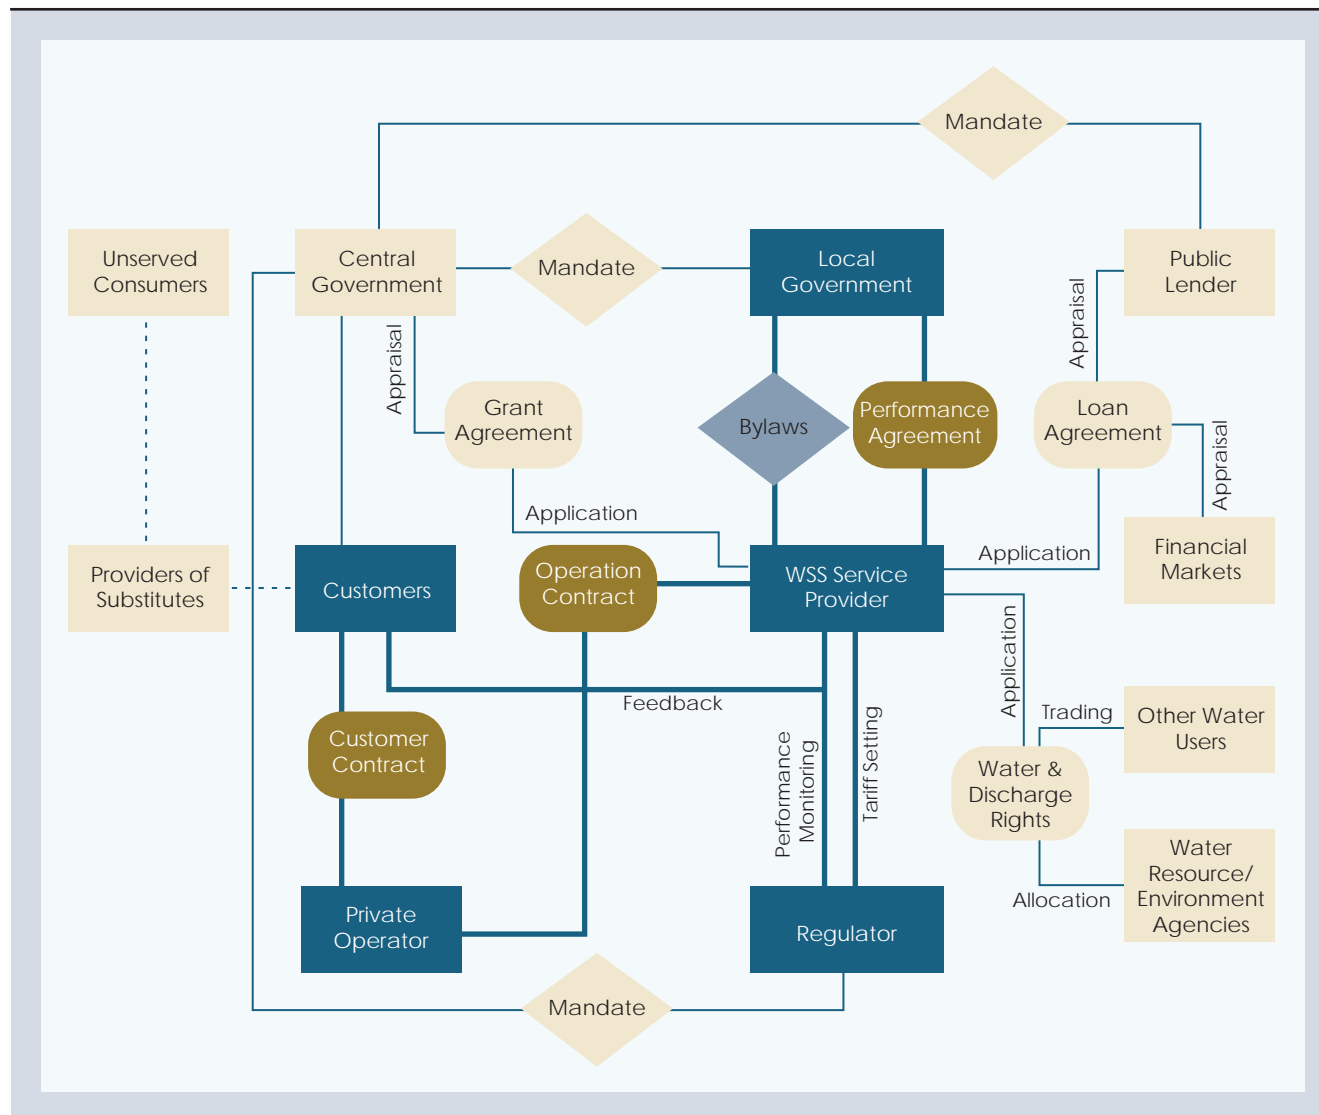 Mandate
Unserved
Consumers
Central
Government
Mandate
Local
Government
Public
Lender
Appraisal
Appraisal
Grant
Agreement
Bylaws
Performance
Agreement
Loan
Agreement
Appraisal
Application
Application
Providers of
Substitutes
Customers
Operation
Contract
WSS Service
Provider
Financial
Markets
Application
Feedback
Trading
Other Water
Users
Customer
Contract
Performance
Monitoring
Tariff Setting
Water &
Discharge
Rights
Allocation
Water
Resource/
Environment
Agencies
Private
Operator
Regulator
Mandate